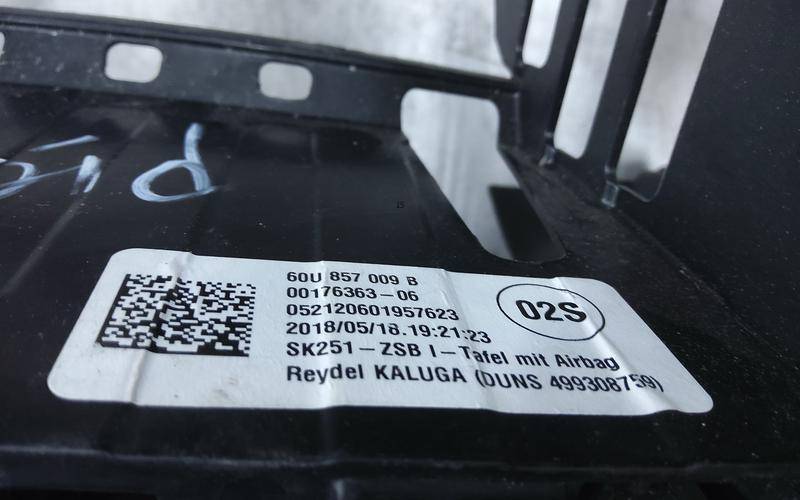 60U 857 009 B
00176363-06
052120601957623
2018/05/18.19:21:23
SK251-ZSB I-Tafel mit Airbag
Reydel KALUGA (DUNS 499308759)
02S